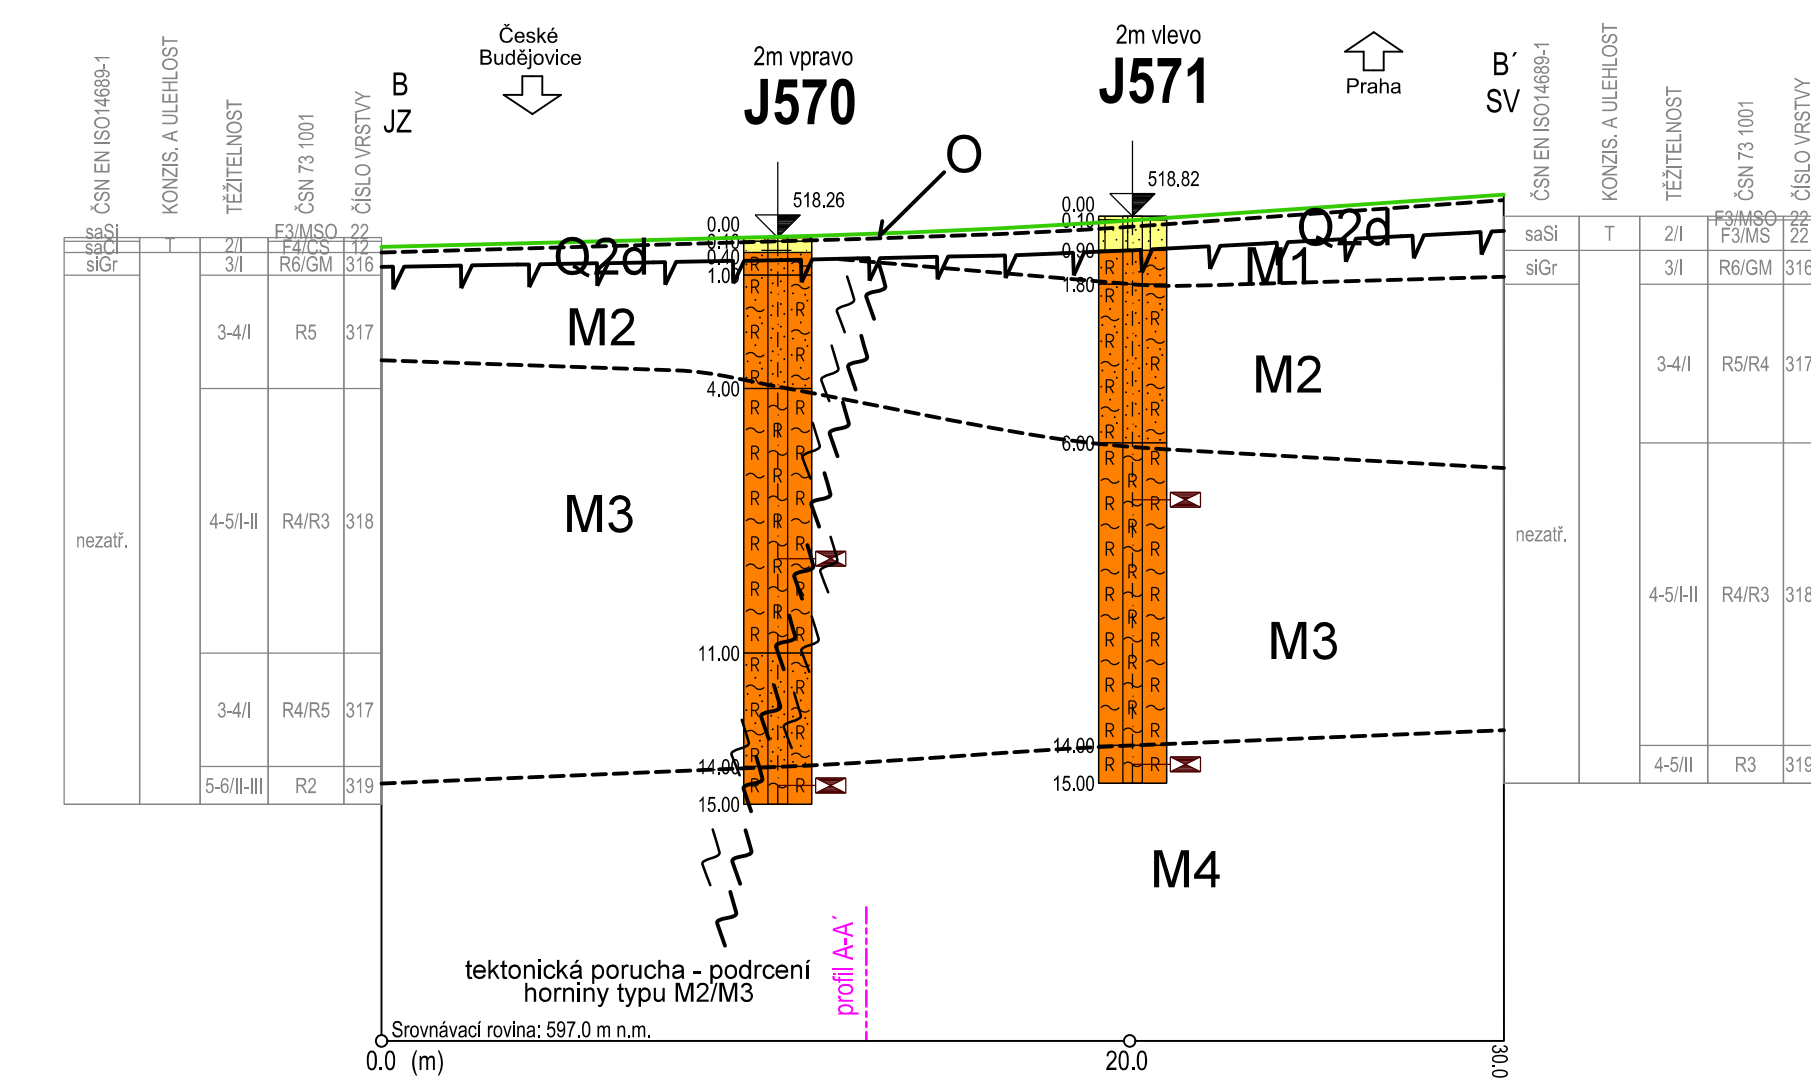 České
Budějovice
B
JZ
2m vpravo
J570
2m vlevo
J571
Praha
B´
SV
ČSN EN ISO14689-1
KONZIS. A ULEHLOST
TĚŽITELNOST
ČSN 73 1001
ČÍSLO VRSTVY
saSi F3/MSO 22
saCl T 2/I F4/CS 12
siGr 3/I R6/GM 316
3-4/I R5 317
nezatř.
4-5/I-II R4/R3 318
3-4/I R4/R5 317
5-6/II-III R2 319
518.26
0.00
1.00
4.00
11.00
14.00
15.00
O
518.82
0.00
0.10
0.90
1.80
6.00
14.00
15.00
Q2d
Q2d
M1
M2
M2
M3
M3
M4
ČSN EN ISO14689-1
KONZIS. A ULEHLOST
TĚŽITELNOST
ČSN 73 1001
ČÍSLO VRSTVY
F3/MSO 22
saSi T 2/I F3/MS 22
siGr 3/I R6/GM 316
3-4/I R5/R4 317
nezatř.
4-5/I-II R4/R3 318
4-5/II R3 319
tektonická porucha - podrcení
horniny typu M2/M3
profil A-A´
Srovnávací rovina: 597.0 m n.m.
0.0 (m)
20.0
30.0